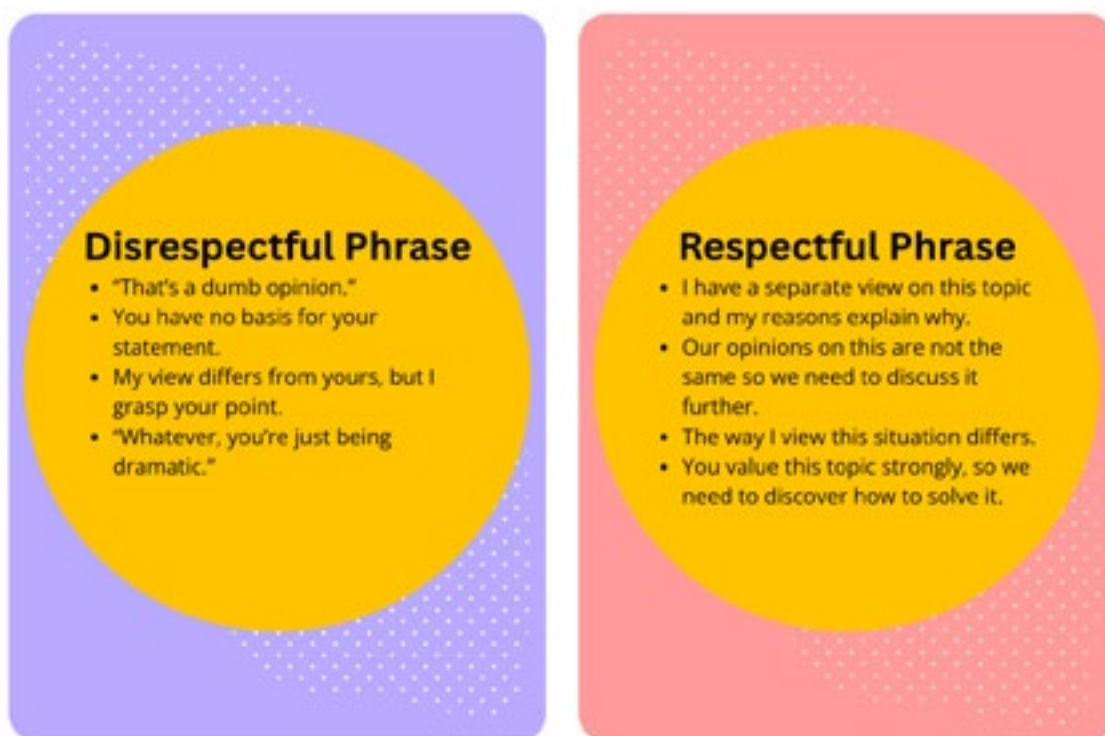 Disrespectful Phrase
• “That's a dumb opinion.”
• You have no basis for your
statement.
• My view differs from yours, but I
grasp your point.
• “Whatever, you’re just being
dramatic.”
Respectful Phrase
• I have a separate view on this topic
and my reasons explain why.
• Our opinions on this are not the
same so we need to discuss it
further.
• The way I view this situation differs.
• You value this topic strongly, so we
need to discover how to solve it.